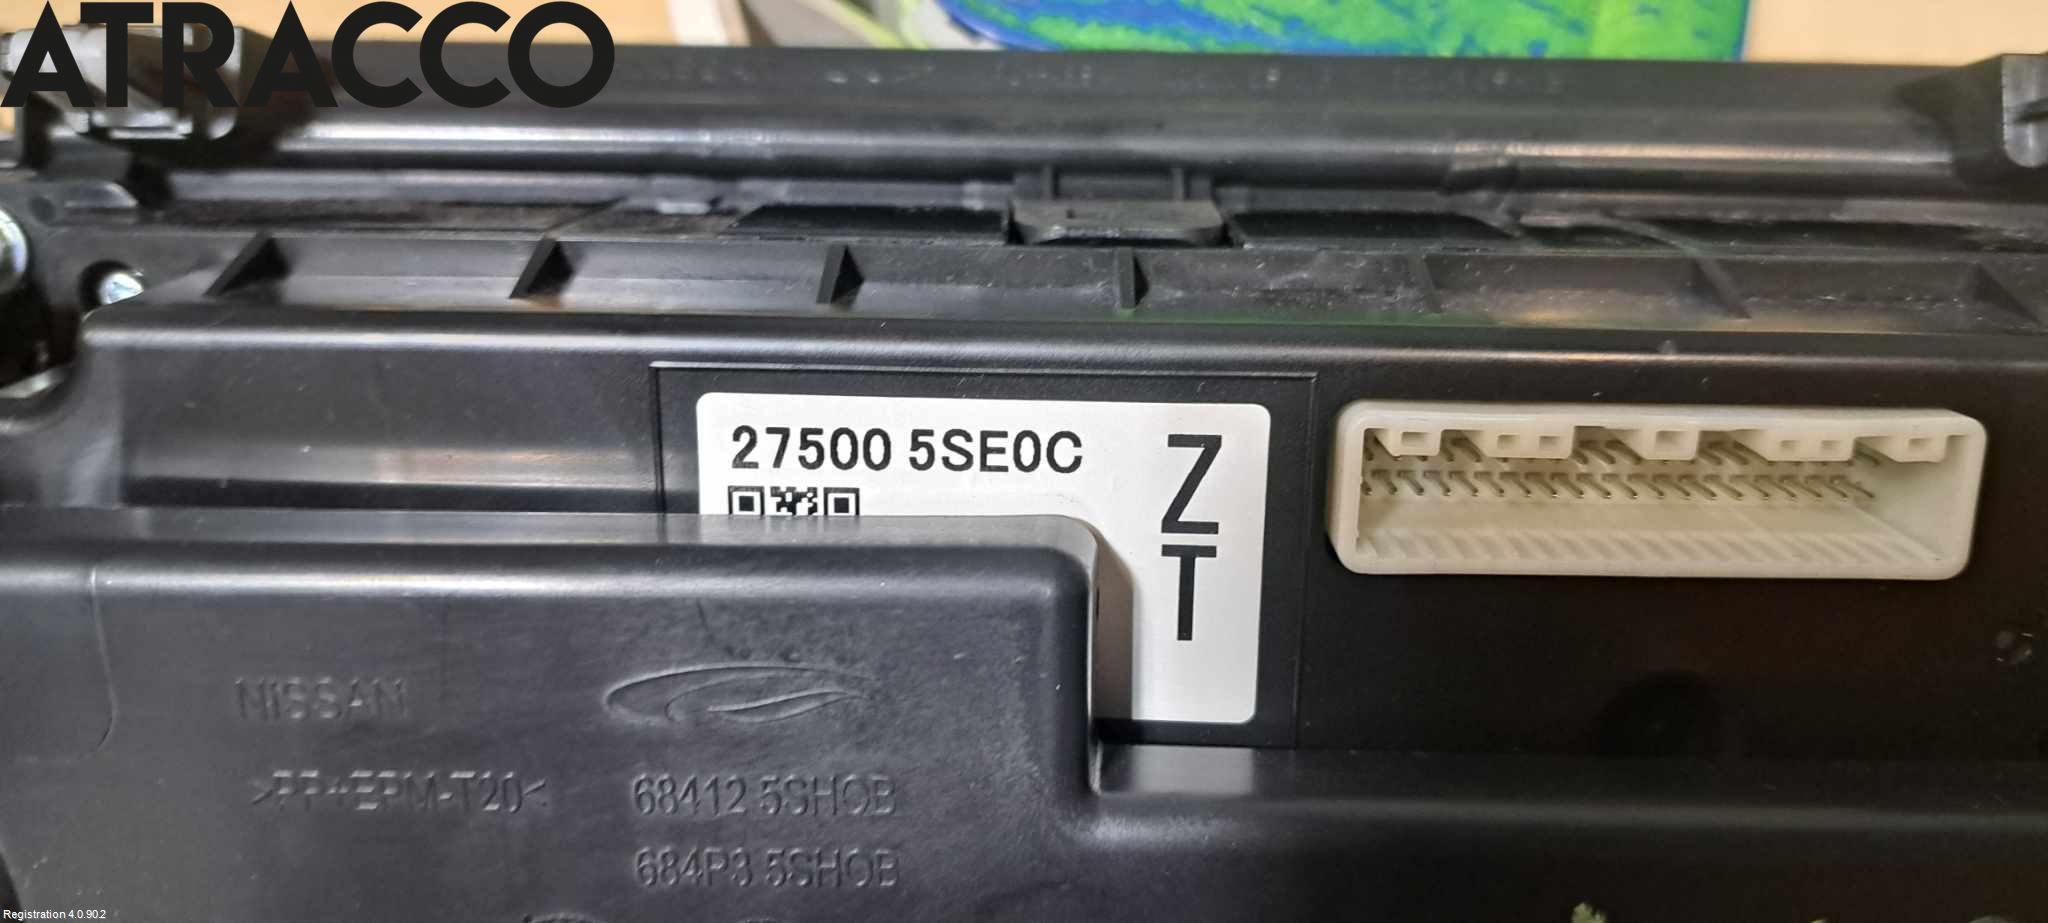 ATRACCO
27500 5SE0C
Z
T
NISSAN
>PP+EPM-T20<
68412 5SH0B
684P3 5SH0B
Registration 4.0.90.2